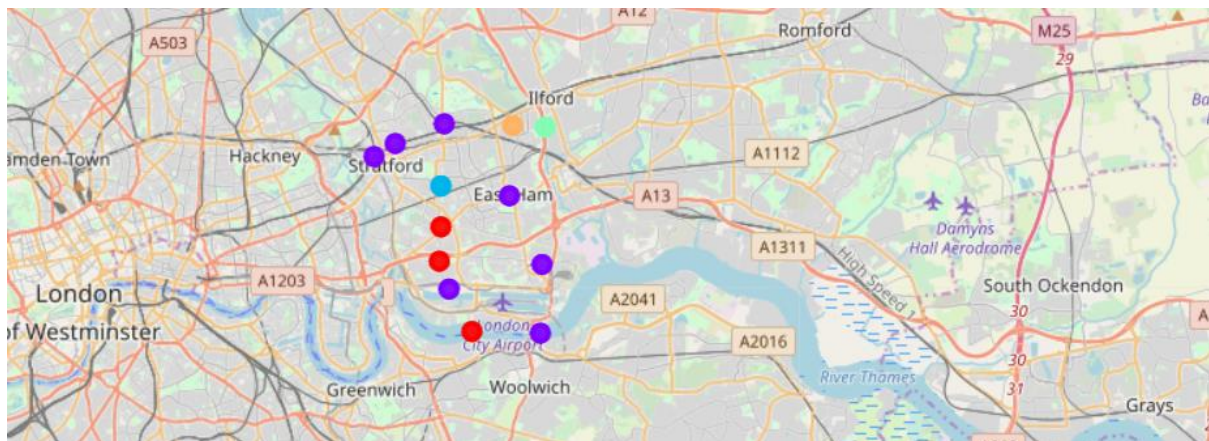 A12
Romford
M25
29
A503
Ilford
Hackney
Stratford
A1112
East Ham
A13
Damyns
Hall Aerodrome
A1311
High Speed 1
A1203
London
A2041
South Ockendon
of Westminster
London
City Airport
A2016
30
30
31
Greenwich
Woolwich
River Thames
Grays